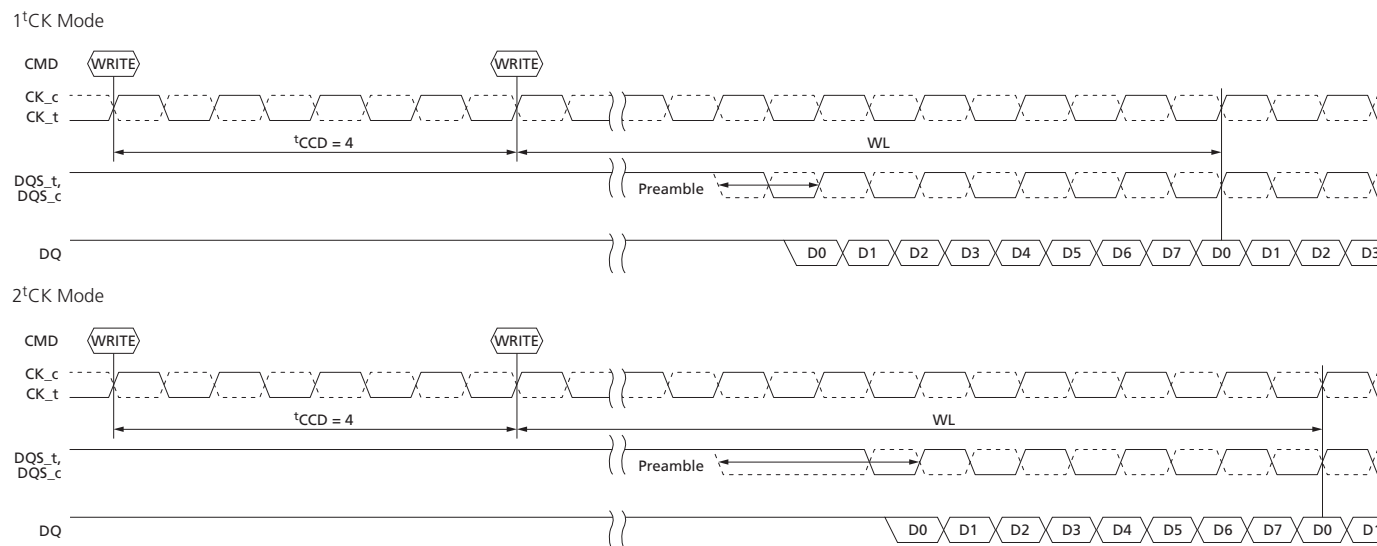 1tCK Mode
CMD WRITE WRITE
CK_c
CK_t
tCCD = 4 WL
DQS_t,
DQS_c Preamble
DQ D0 D1 D2 D3 D4 D5 D6 D7 D0 D1 D2 D3
2tCK Mode
CMD WRITE WRITE
CK_c
CK_t
tCCD = 4 WL
DQS_t,
DQS_c Preamble
DQ D0 D1 D2 D3 D4 D5 D6 D7 D0 D1